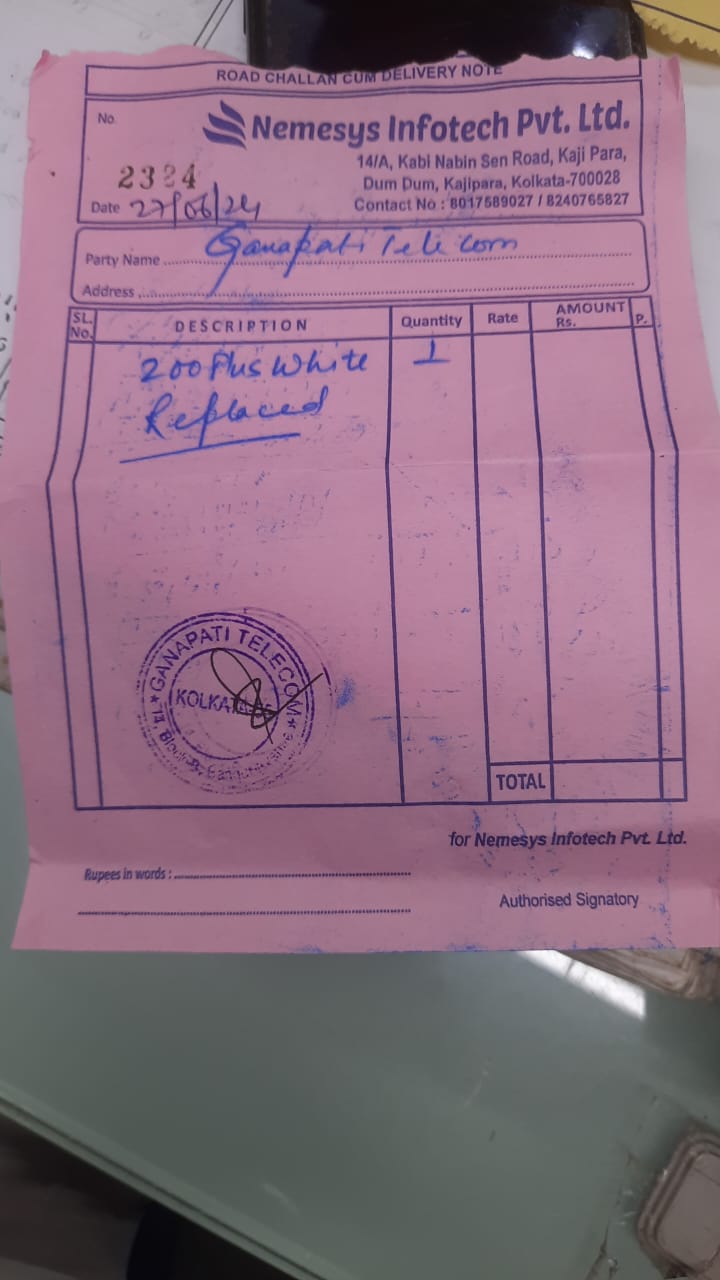 ROAD CHALLAN CUM DELIVERY NOTE
No.
Nemesys Infotech Pvt. Ltd.
14/A, Kabi Nabin Sen Road, Kaji Para,
2324
Dum Dum, Kajipara, Kolkata-700028
Date 27/06/24
Contact No : 8017589027 / 8240765827
Party Name Ganapati Telecom
Address
SL. No. DESCRIPTION Quantity Rate AMOUNT Rs. P.
200 Plus White 1
Replaced
GANAPATI TELECOM
KOLKATA
TOTAL
for Nemesys Infotech Pvt. Ltd.
Rupees in words :
Authorised Signatory